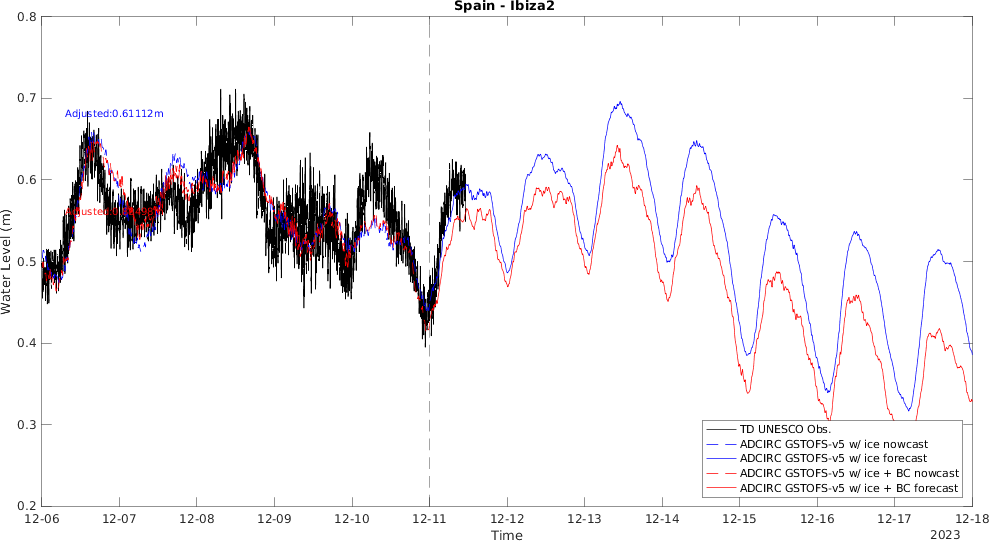 Spain - Ibiza2
0.8
0.7
0.6
0.5
0.4
0.3
0.2
Water Level (m)
Adjusted:0.61112m
12-06
12-07
12-08
12-09
12-10
12-11
12-12
12-13
12-14
12-15
12-16
12-17
12-18
Time
2023
TD UNESCO Obs.
ADCIRC GSTOFS-v5 w/ ice nowcast
ADCIRC GSTOFS-v5 w/ ice forecast
ADCIRC GSTOFS-v5 w/ ice + BC nowcast
ADCIRC GSTOFS-v5 w/ ice + BC forecast